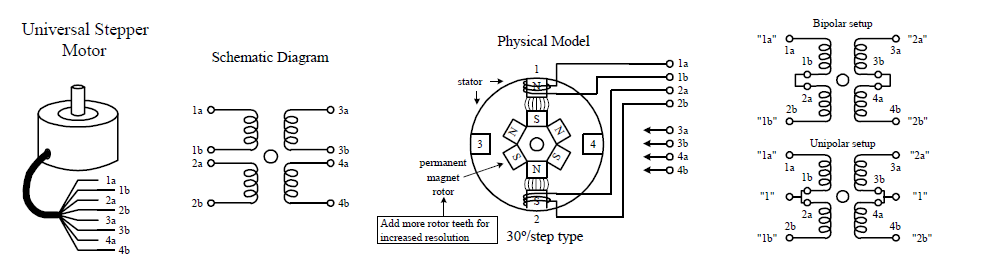 Universal Stepper
Motor
1a
1b
2a
2b
3a
3b
4a
4b
Schematic Diagram
1a
3a
1b
3b
2a
4a
2b
4b
Physical Model
stator
1
N
S
N
N
3
4
S
S
N
S
2
permanent
magnet
rotor
Add more rotor teeth for
increased resolution
30º/step type
1a
1b
2a
2b
3a
3b
4a
4b
Bipolar setup
"1a"
"2a"
1a
3a
1b
3b
2a
4a
2b
4b
"1b"
"2b"
Unipolar setup
"1a"
"2a"
1a
3a
1b
3b
"1"
"1"
2a
4a
2b
4b
"1b"
"2b"